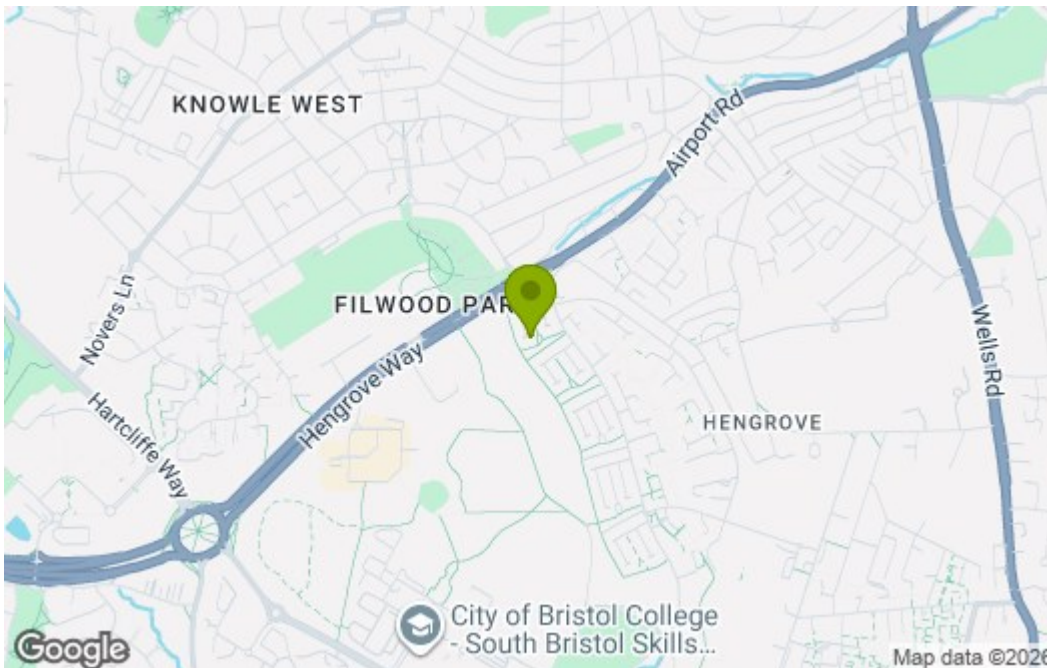 KNOWLE WEST
Airport Rd
Novers Ln
FILWOOD PAR
Hengrove Way
Wells Rd
Hartcliffe Way
HENGROVE
City of Bristol College
- South Bristol Skills...
Google
Map data ©2026